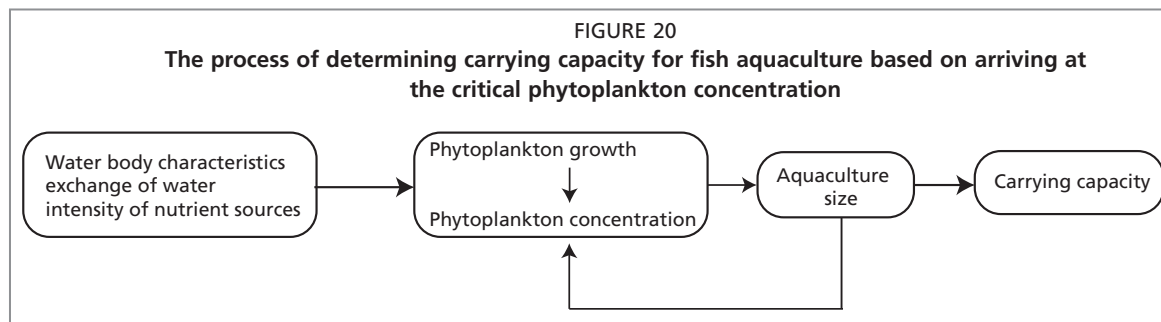 FIGURE 20
The process of determining carrying capacity for fish aquaculture based on arriving at
the critical phytoplankton concentration
Water body characteristics
exchange of water
intensity of nutrient sources
Phytoplankton growth
Phytoplankton concentration
Aquaculture
size
Carrying capacity